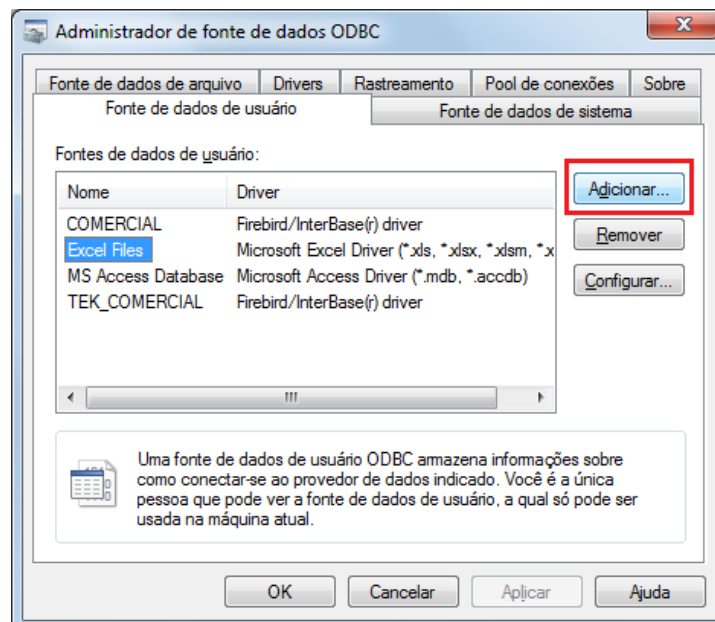 Administrador de fonte de dados ODBC
Fonte de dados de arquivo Drivers Rastreamento Pool de conexões Sobre
Fonte de dados de usuário Fonte de dados de sistema
Fontes de dados de usuário:
Nome Driver
COMERCIAL Firebird/InterBase(r) driver
Excel Files Microsoft Excel Driver (*.xls, *.xlsx, *.xlsm, *.x
MS Access Database Microsoft Access Driver (*.mdb, *.accdb)
TEK_COMERCIAL Firebird/InterBase(r) driver
Adicionar...
Remover
Configurar...
Uma fonte de dados de usuário ODBC armazena informações sobre
como conectar-se ao provedor de dados indicado. Você é a única
pessoa que pode ver a fonte de dados de usuário, a qual só pode ser
usada na máquina atual.
OK Cancelar Aplicar Ajuda